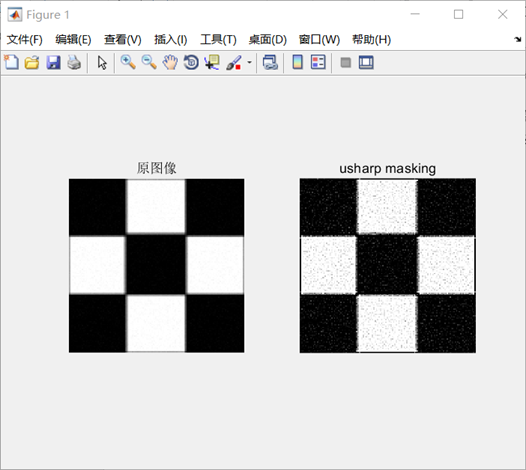 Figure 1
文件(F) 编辑(E) 查看(V) 插入(I) 工具(T) 桌面(D) 窗口(W) 帮助(H)
原图像
usharp masking